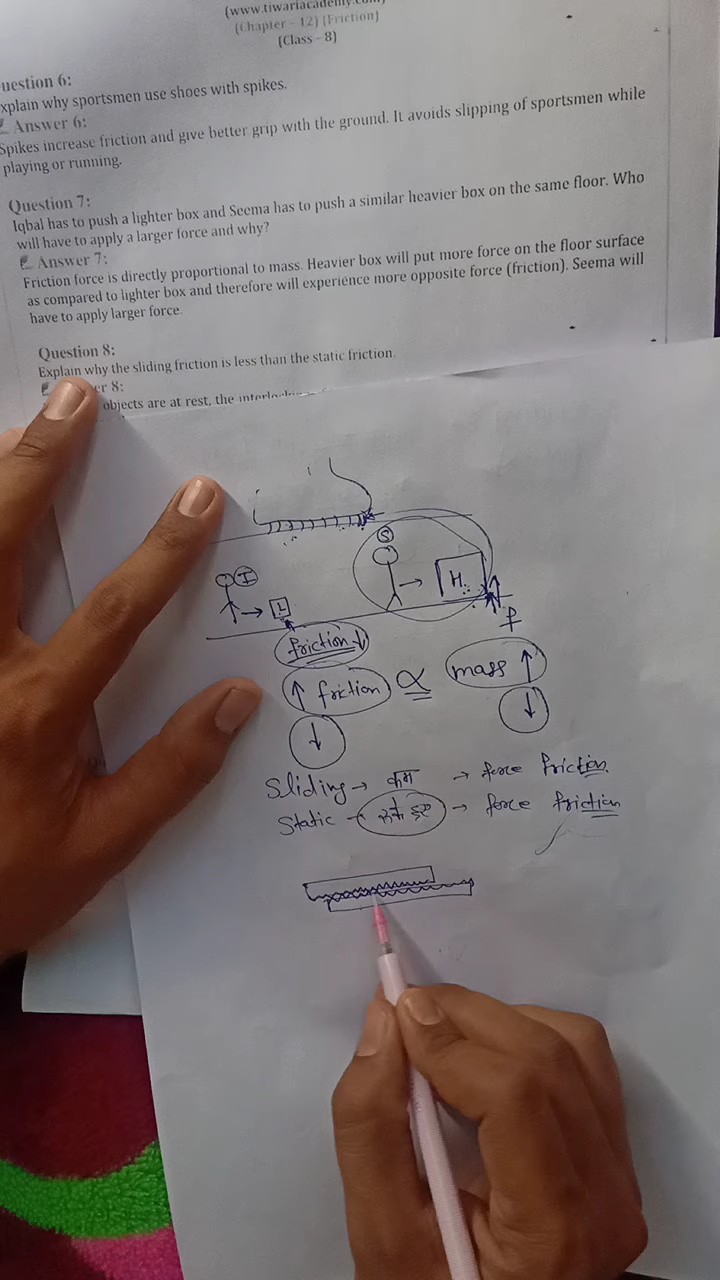 (www.tiwariacademy.com)
(Chapter - 12) (Friction)
(Class - 8)
uestion 6:
xplain why sportsmen use shoes with spikes.
Answer 6:
Spikes increase friction and give better grip with the ground. It avoids slipping of sportsmen while
playing or running.
Question 7:
Iqbal has to push a lighter box and Seema has to push a similar heavier box on the same floor. Who
will have to apply a larger force and why?
Answer 7:
Friction force is directly proportional to mass. Heavier box will put more force on the floor surface
as compared to lighter box and therefore will experience more opposite force (friction). Seema will
have to apply larger force.
Question 8:
Explain why the sliding friction is less than the static friction.
er 8:
objects are at rest, the
S
I → L
→ H
f
friction ↓
↑ friction ∝ mass ↑
↓ ↓
Sliding → कम → force friction
Static → → force friction